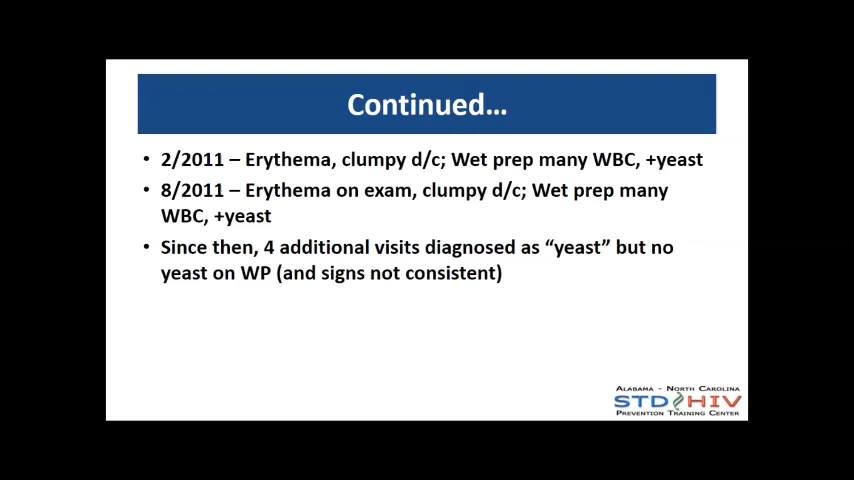 Continued...
• 2/2011 – Erythema, clumpy d/c; Wet prep many WBC, +yeast
• 8/2011 – Erythema on exam, clumpy d/c; Wet prep many
WBC, +yeast
• Since then, 4 additional visits diagnosed as “yeast” but no
yeast on WP (and signs not consistent)
Alabama – North Carolina
STD HIV
Prevention Training Center